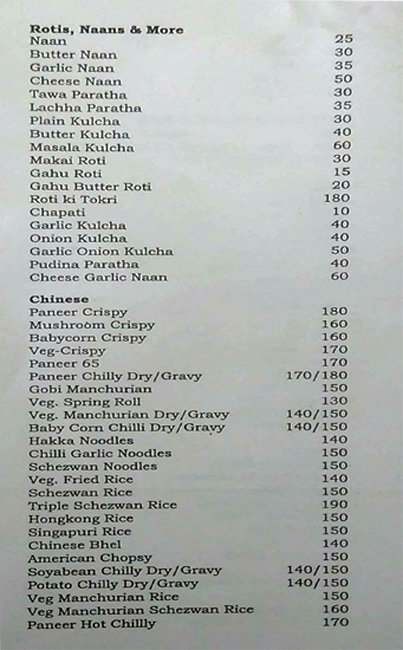 Rotis, Naans & More
Naan 25
Butter Naan 30
Garlic Naan 35
Cheese Naan 50
Tawa Paratha 30
Lachha Paratha 35
Plain Kulcha 30
Butter Kulcha 40
Masala Kulcha 60
Makai Roti 30
Gahu Roti 15
Gahu Butter Roti 20
Roti ki Tokri 180
Chapati 10
Garlic Kulcha 40
Onion Kulcha 40
Garlic Onion Kulcha 50
Pudina Paratha 40
Cheese Garlic Naan 60
Chinese
Paneer Crispy 180
Mushroom Crispy 160
Babycorn Crispy 160
Veg-Crispy 170
Paneer 65 170
Paneer Chilly Dry/Gravy 170/180
Gobi Manchurian 150
Veg. Spring Roll 130
Veg. Manchurian Dry/Gravy 140/150
Baby Corn Chilli Dry/Gravy 140/150
Hakka Noodles 140
Chilli Garlic Noodles 150
Schezwan Noodles 150
Veg. Fried Rice 140
Schezwan Rice 150
Triple Schezwan Rice 190
Hongkong Rice 150
Singapuri Rice 150
Chinese Bhel 140
American Chopsy 150
Soyabean Chilly Dry/Gravy 140/150
Potato Chilly Dry/Gravy 140/150
Veg Manchurian Rice 150
Veg Manchurian Schezwan Rice 160
Paneer Hot Chillly 170